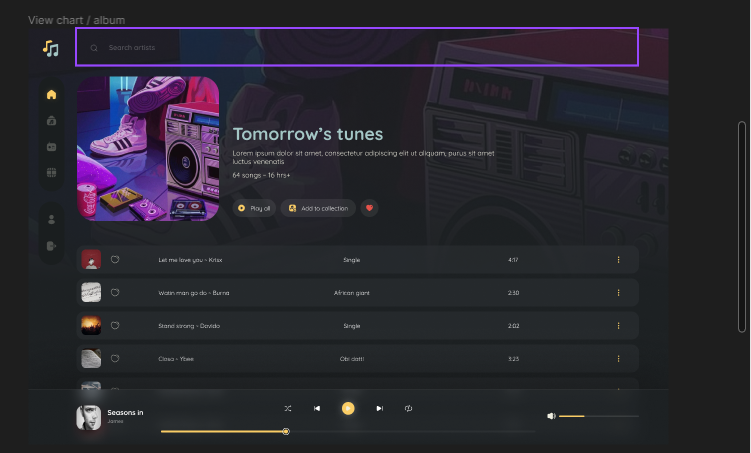 View chart / album
Search artists
Tomorrow's tunes
Lorem ipsum dolor sit amet, consectetur adipiscing elit ut aliquam, purus sit amet
luctus venenatis
64 songs ~ 16 hrs+
Play all
Add to collection
Let me love you ~ Krisx
Single
4:17
Watin man go do ~ Burna
African giant
2:30
Stand strong ~ Davido
Single
2:02
Closa ~ Ybee
Obi datti
3:23
Seasons in
James